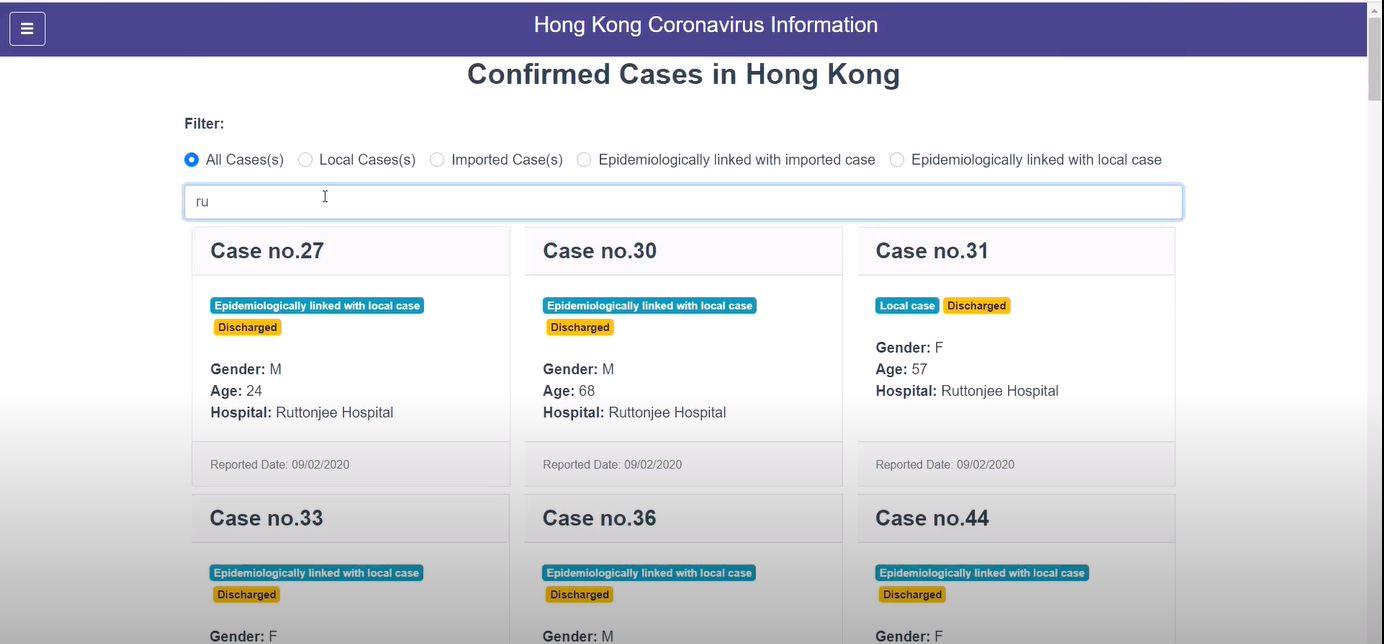 Hong Kong Coronavirus Information
Confirmed Cases in Hong Kong
Filter:
All Cases(s) Local Cases(s) Imported Case(s) Epidemiologically linked with imported case Epidemiologically linked with local case
ru
Case no.27
Epidemiologically linked with local case
Discharged
Gender: M
Age: 24
Hospital: Ruttonjee Hospital
Reported Date: 09/02/2020
Case no.30
Epidemiologically linked with local case
Discharged
Gender: M
Age: 68
Hospital: Ruttonjee Hospital
Reported Date: 09/02/2020
Case no.31
Local case Discharged
Gender: F
Age: 57
Hospital: Ruttonjee Hospital
Reported Date: 09/02/2020
Case no.33
Epidemiologically linked with local case
Discharged
Gender: F
Case no.36
Epidemiologically linked with local case
Discharged
Gender: M
Case no.44
Epidemiologically linked with local case
Discharged
Gender: F